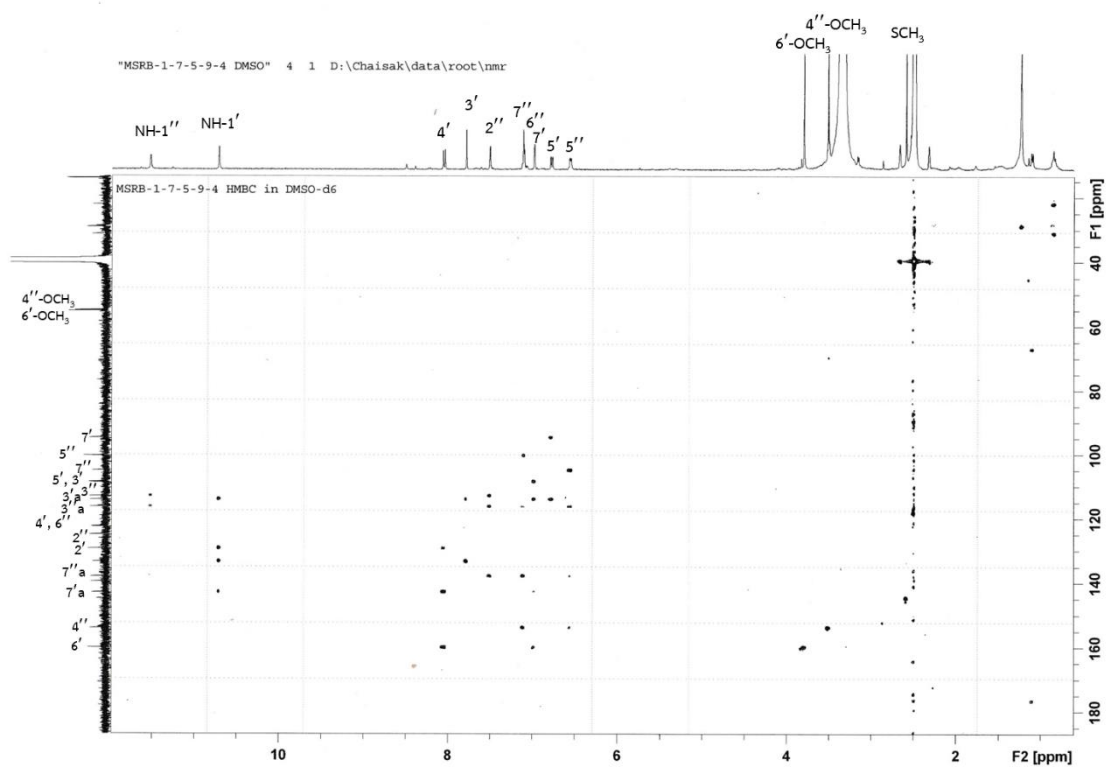 4''-OCH3
6'-OCH3
SCH3
"MSRB-1-7-5-9-4 DMSO" 4 1 D:\Chaisak\data\root\nmr
NH-1''
NH-1'
4'
3'
2''
7''
6''
7'
5'
5''
MSRB-1-7-5-9-4 HMBC in DMSO-d6
F1 [ppm]
40
60
80
100
120
140
160
180
4''-OCH3
6'-OCH3
7'
5''
7''
5', 3'
3'a
3''
3''a
4', 6''
2''
2'
7''a
7'a
4''
6'
10
8
6
4
2
F2 [ppm]